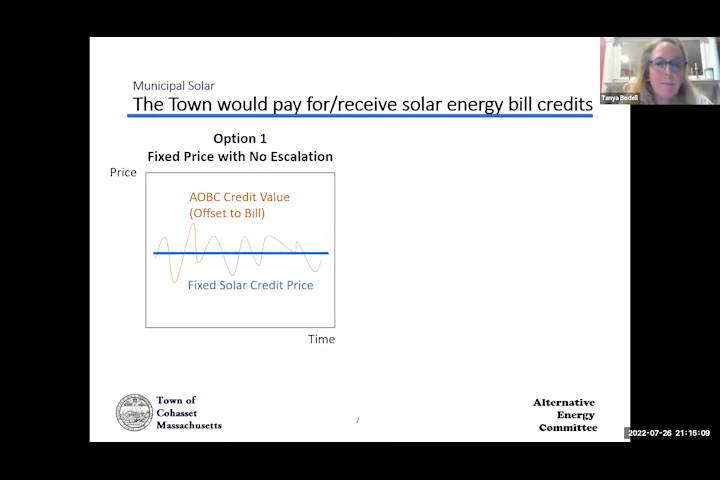 Municipal Solar
The Town would pay for/receive solar energy bill credits
Option 1
Fixed Price with No Escalation
Price
AOBC Credit Value
(Offset to Bill)
Fixed Solar Credit Price
Time
Town of
Cohasset
Massachusetts
7
Alternative
Energy
Committee
Tanya Bodell
2022-07-26 21:15:09